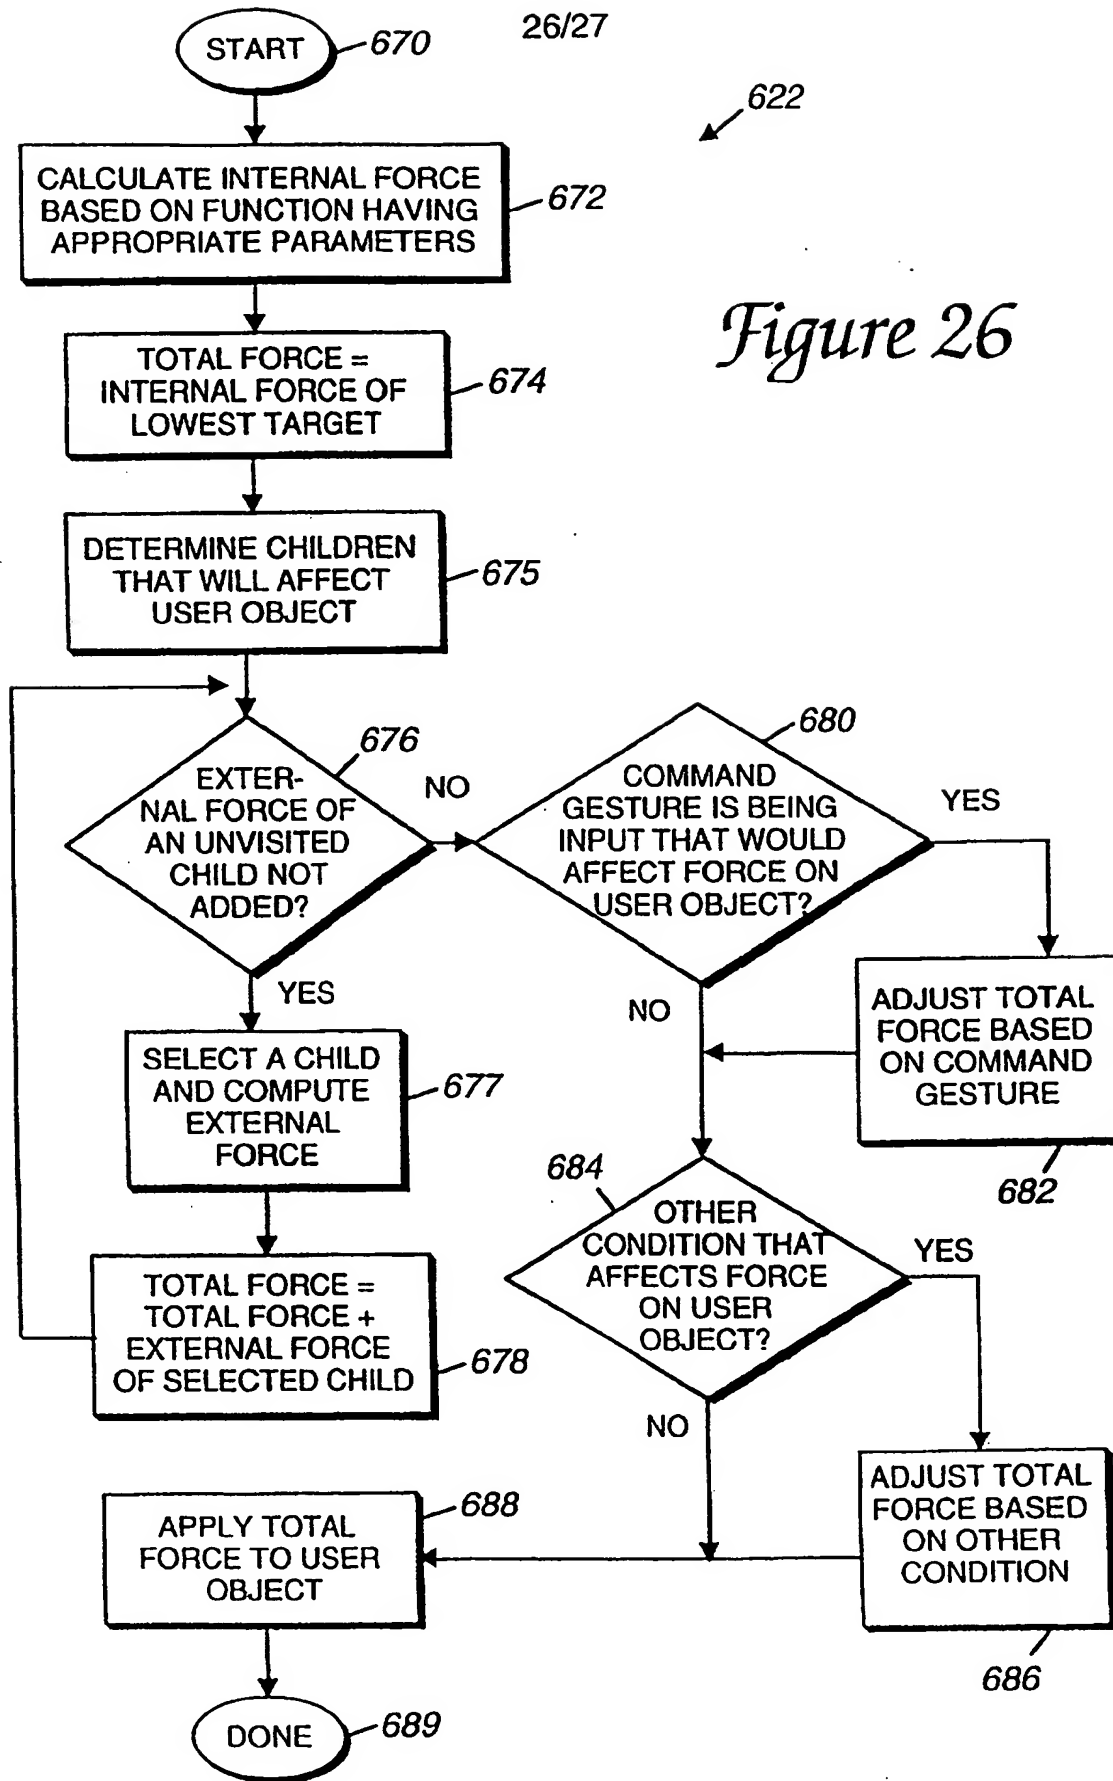 26/27
START
670
622
CALCULATE INTERNAL FORCE
BASED ON FUNCTION HAVING
APPROPRIATE PARAMETERS
672
Figure 26
TOTAL FORCE =
INTERNAL FORCE OF
LOWEST TARGET
674
DETERMINE CHILDREN
THAT WILL AFFECT
USER OBJECT
675
EXTER-
NAL FORCE OF
AN UNVISITED
CHILD NOT
ADDED?
676
NO
YES
COMMAND
GESTURE IS BEING
INPUT THAT WOULD
AFFECT FORCE ON
USER OBJECT?
680
YES
NO
ADJUST TOTAL
FORCE BASED
ON COMMAND
GESTURE
682
SELECT A CHILD
AND COMPUTE
EXTERNAL
FORCE
677
TOTAL FORCE =
TOTAL FORCE +
EXTERNAL FORCE
OF SELECTED CHILD
678
684
OTHER
CONDITION THAT
AFFECTS FORCE
ON USER
OBJECT?
YES
NO
ADJUST TOTAL
FORCE BASED
ON OTHER
CONDITION
686
APPLY TOTAL
FORCE TO USER
OBJECT
688
DONE
689